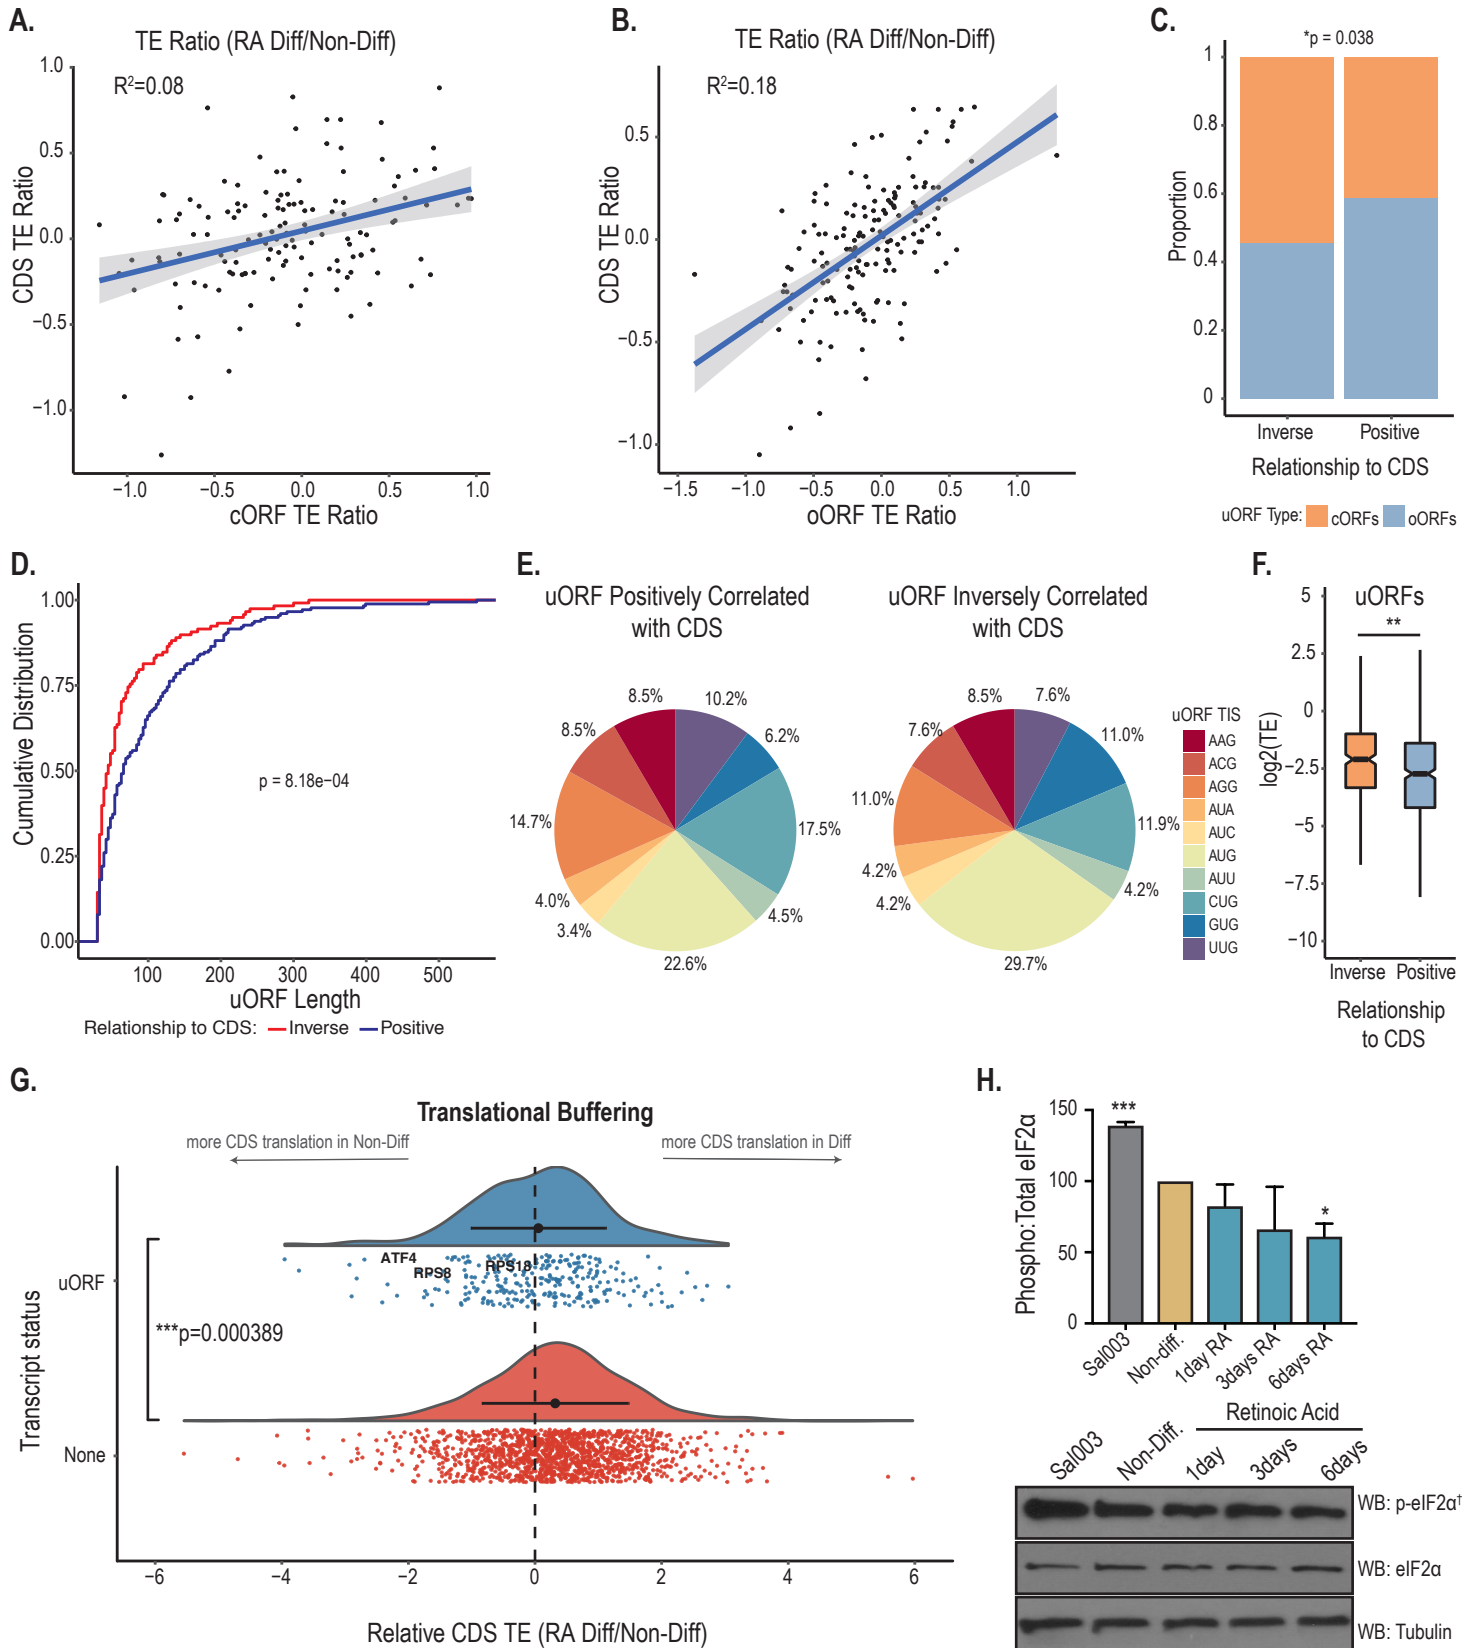 A.
TE Ratio (RA Diff/Non-Diff)
R²=0.08
CDS TE Ratio
1.0
0.5
0.0
−0.5
−1.0
−1.0 −0.5 0.0 0.5 1.0
cORF TE Ratio
B.
TE Ratio (RA Diff/Non-Diff)
R²=0.18
CDS TE Ratio
0.5
0.0
−0.5
−1.0
−1.5 −1.0 −0.5 0.0 0.5 1.0
oORF TE Ratio
C.
*p = 0.038
Proportion
1
0.8
0.6
0.4
0.2
0
Inverse Positive
Relationship to CDS
uORF Type: cORFs oORFs
D.
Cumulative Distribution
1.00
0.75
0.50
0.25
0.00
p = 8.18e−04
100 200 300 400 500
uORF Length
Relationship to CDS: Inverse Positive
E.
uORF Positively Correlated
with CDS
8.5% 10.2%
8.5% 6.2%
14.7% 17.5%
4.0% 4.5%
3.4%
22.6%
uORF Inversely Correlated
with CDS
8.5% 7.6%
7.6% 11.0%
11.0% 11.9%
4.2% 4.2%
4.2%
29.7%
uORF TIS
AAG
ACG
AGG
AUA
AUC
AUG
AUU
CUG
GUG
UUG
F.
uORFs
**
log2(TE)
5
2.5
0
−2.5
−5
−7.5
−10
Inverse Positive
Relationship
to CDS
G.
Translational Buffering
more CDS translation in Non-Diff more CDS translation in Diff
Transcript status
uORF
None
ATF4
RPS8
RPS18
***p=0.000389
−6 −4 −2 0 2 4 6
Relative CDS TE (RA Diff/Non-Diff)
H.
Phospho:Total eIF2α
150
100
50
0
***
*
Sal003 Non-diff. 1day RA 3days RA 6days RA
Retinoic Acid
Sal003 Non-Diff. 1day 3days 6days
WB: p-eIF2α†
WB: eIF2α
WB: Tubulin